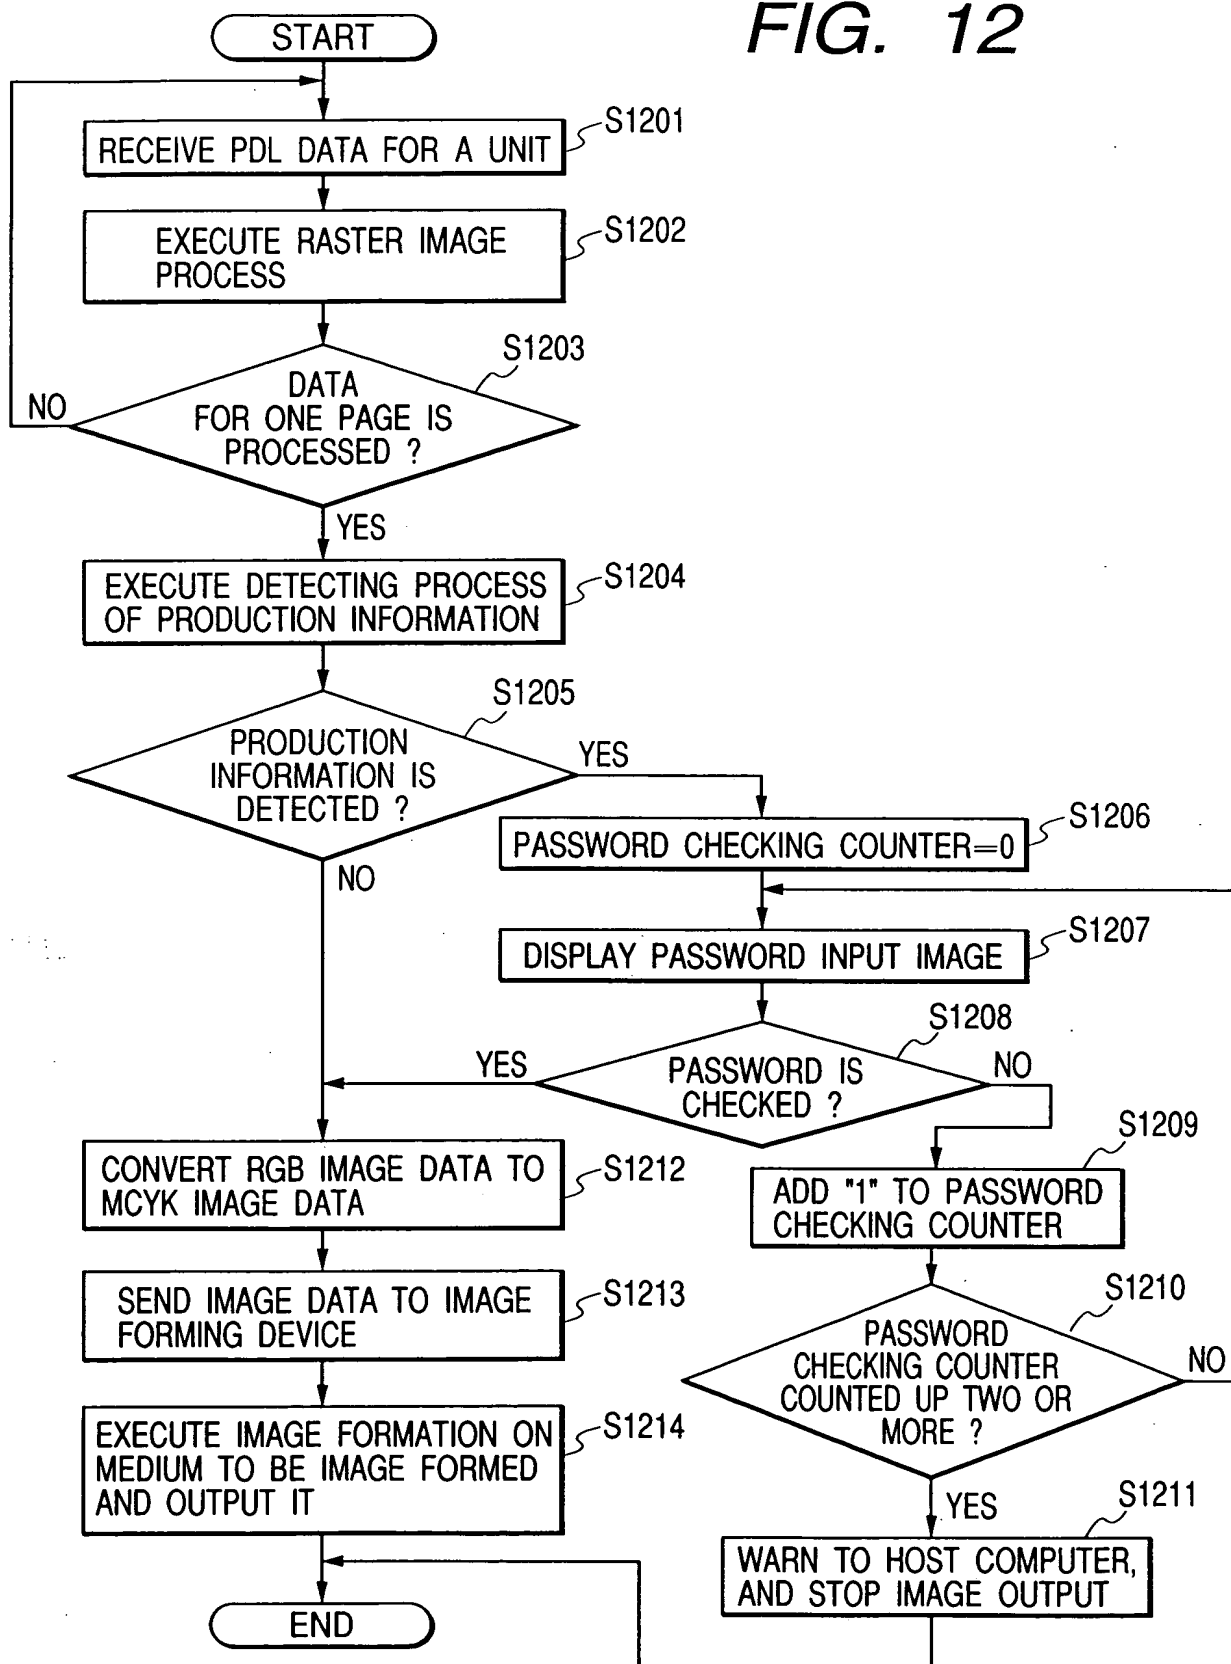 FIG. 12
START
S1201
RECEIVE PDL DATA FOR A UNIT
S1202
EXECUTE RASTER IMAGE
PROCESS
S1203
DATA
FOR ONE PAGE IS
PROCESSED ?
NO
YES
S1204
EXECUTE DETECTING PROCESS
OF PRODUCTION INFORMATION
S1205
PRODUCTION
INFORMATION IS
DETECTED ?
YES
NO
S1206
PASSWORD CHECKING COUNTER=0
S1207
DISPLAY PASSWORD INPUT IMAGE
S1208
PASSWORD IS
CHECKED ?
YES
NO
S1209
ADD "1" TO PASSWORD
CHECKING COUNTER
S1210
PASSWORD
CHECKING COUNTER
COUNTED UP TWO OR
MORE ?
NO
YES
S1211
WARN TO HOST COMPUTER,
AND STOP IMAGE OUTPUT
S1212
CONVERT RGB IMAGE DATA TO
MCYK IMAGE DATA
S1213
SEND IMAGE DATA TO IMAGE
FORMING DEVICE
S1214
EXECUTE IMAGE FORMATION ON
MEDIUM TO BE IMAGE FORMED
AND OUTPUT IT
END